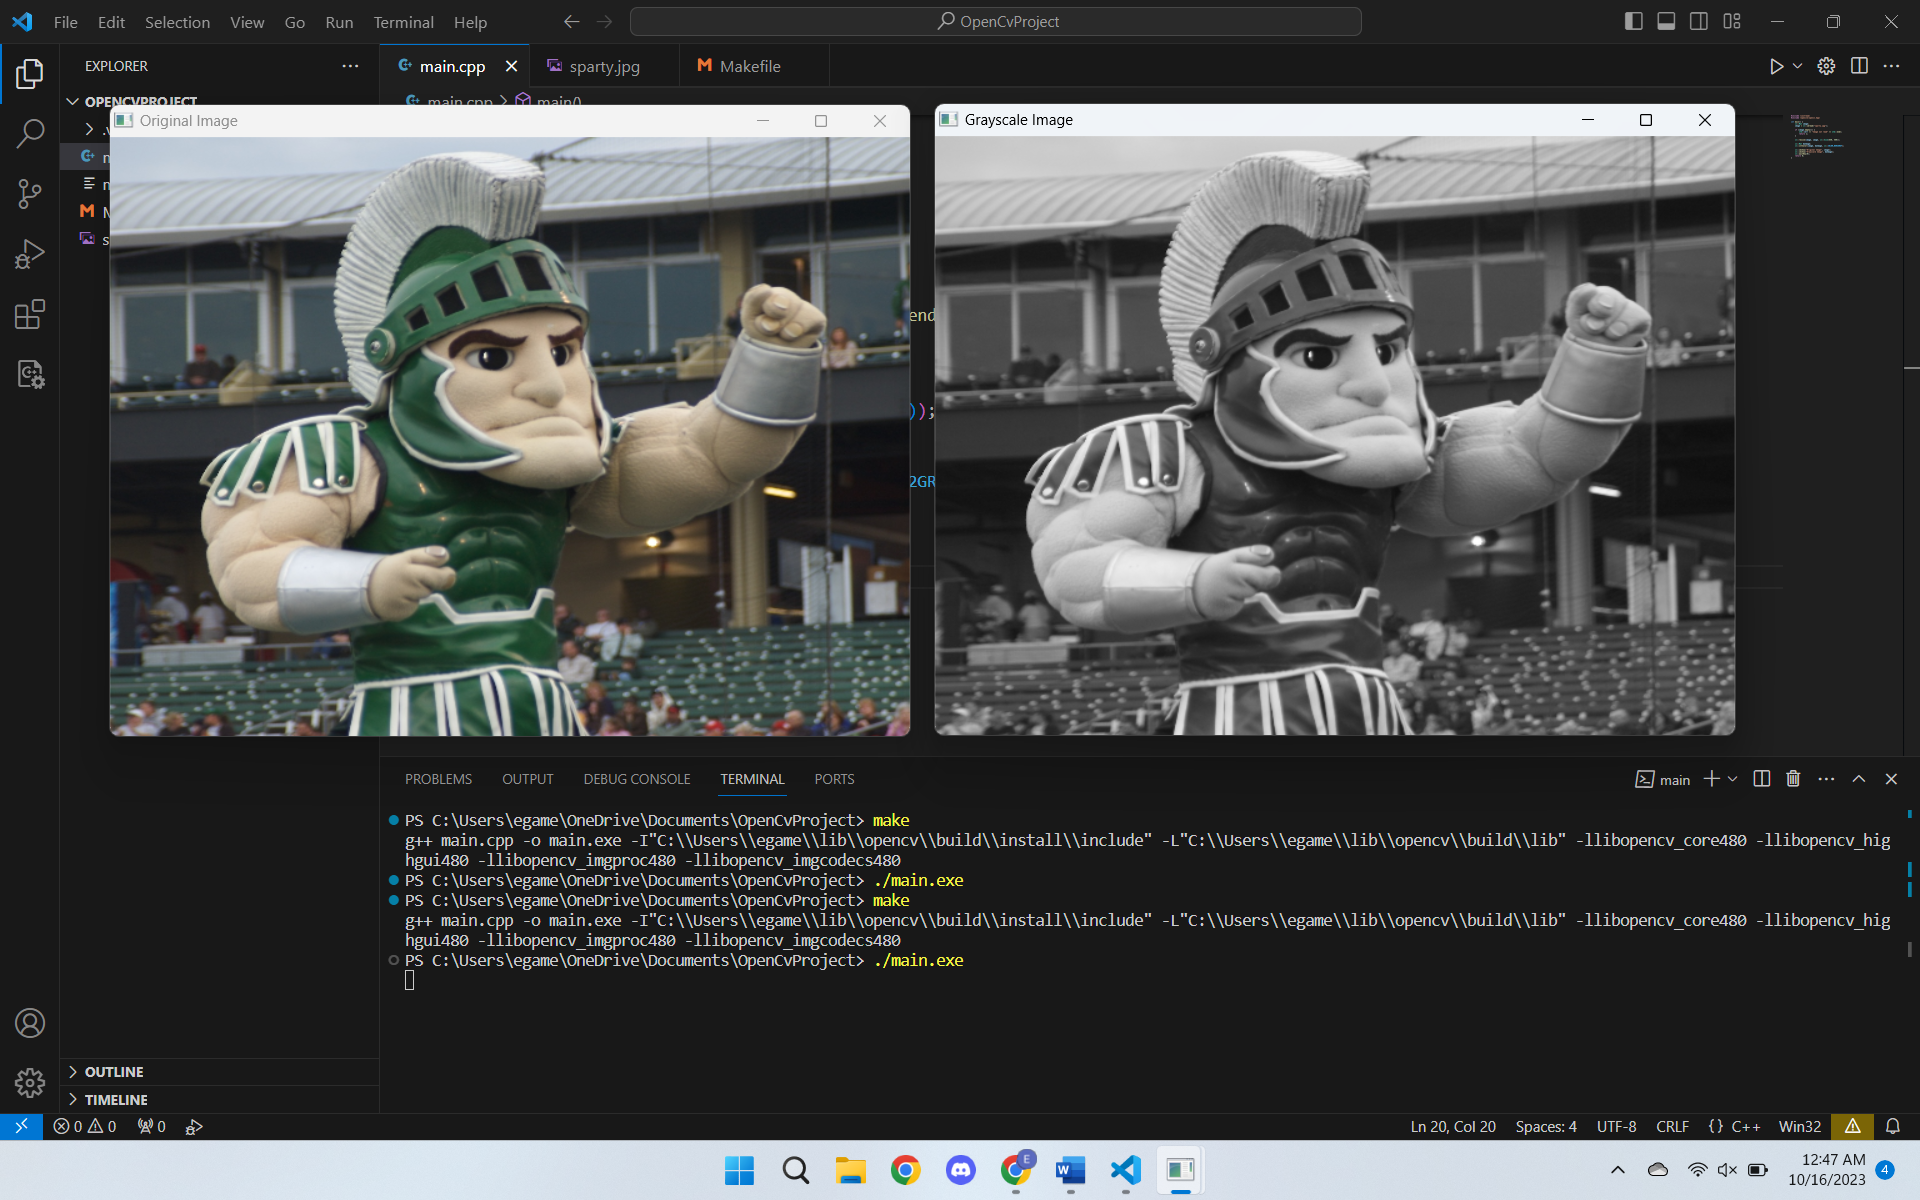 File Edit Selection View Go Run Terminal Help
OpenCvProject
EXPLORER
main.cpp
sparty.jpg
Makefile
OPENCVPROJECT
main.cpp > main()
Original Image
Grayscale Image
end
));
2GR
PROBLEMS OUTPUT DEBUG CONSOLE TERMINAL PORTS
main
PS C:\Users\egame\OneDrive\Documents\OpenCvProject> make
g++ main.cpp -o main.exe -I"C:\\Users\\egame\\lib\\opencv\\build\\install\\include" -L"C:\\Users\\egame\\lib\\opencv\\build\\lib" -llibopencv_core480 -llibopencv_hig
hgui480 -llibopencv_imgproc480 -llibopencv_imgcodecs480
PS C:\Users\egame\OneDrive\Documents\OpenCvProject> ./main.exe
PS C:\Users\egame\OneDrive\Documents\OpenCvProject> make
g++ main.cpp -o main.exe -I"C:\\Users\\egame\\lib\\opencv\\build\\install\\include" -L"C:\\Users\\egame\\lib\\opencv\\build\\lib" -llibopencv_core480 -llibopencv_hig
hgui480 -llibopencv_imgproc480 -llibopencv_imgcodecs480
PS C:\Users\egame\OneDrive\Documents\OpenCvProject> ./main.exe
OUTLINE
TIMELINE
0 0 0
Ln 20, Col 20 Spaces: 4 UTF-8 CRLF {} C++ Win32
12:47 AM
10/16/2023
4